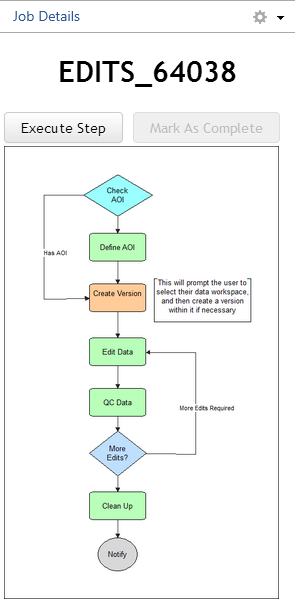 Job Details
EDITS_64038
Execute Step
Mark As Complete
Check
AOI
Define AOI
Has AOI
Create Version
This will prompt the user to
select their data workspace,
and then create a version
within it if necessary
Edit Data
QC Data
More Edits Required
More
Edits?
Clean Up
Notify